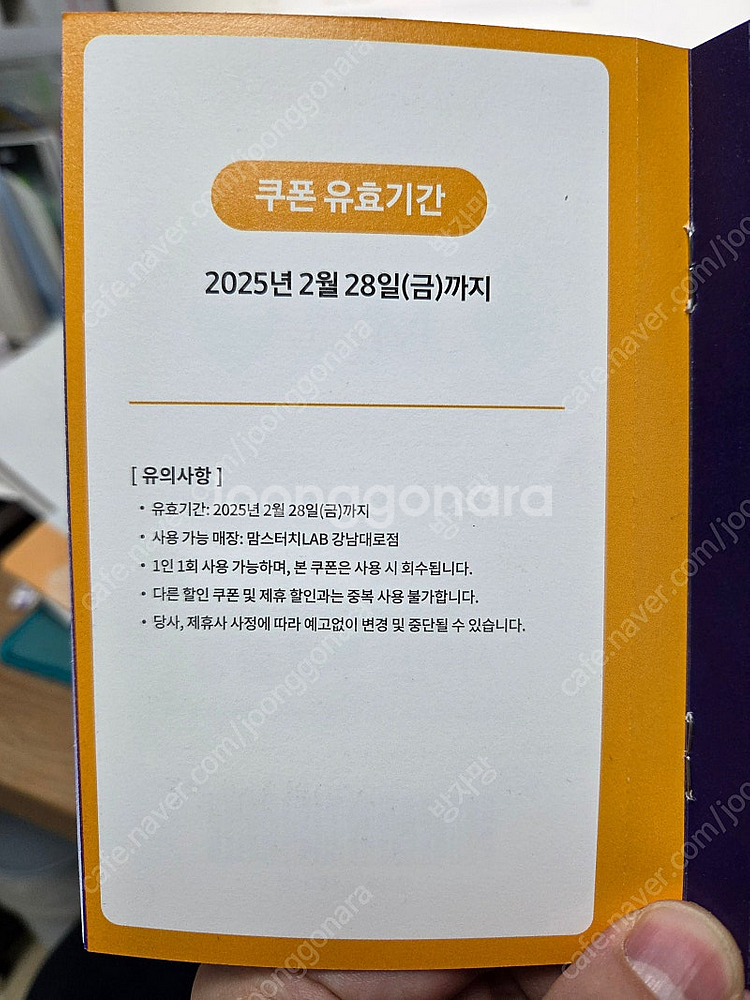 쿠폰 유효기간
2025년 2월 28일(금)까지
[ 유의사항 ]
• 유효기간: 2025년 2월 28일(금)까지
• 사용 가능 매장: 맘스터치LAB 강남대로점
• 1인 1회 사용 가능하며, 본 쿠폰은 사용 시 회수됩니다.
• 다른 할인 쿠폰 및 제휴 할인과는 중복 사용 불가합니다.
• 당사, 제휴사 사정에 따라 예고없이 변경 및 중단될 수 있습니다.
joonggonara
cafe.naver.com/joonggonara